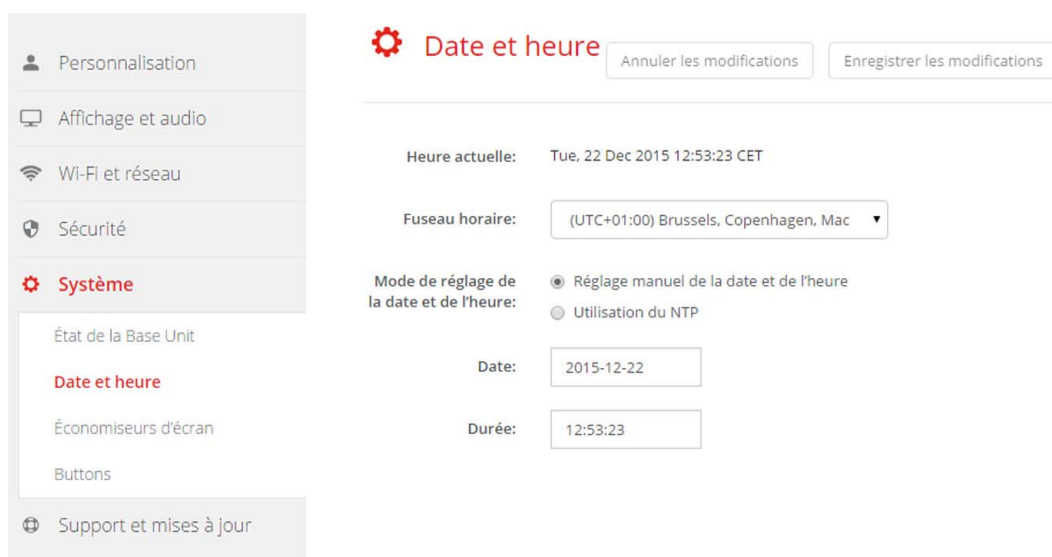 Personnalisation
Affichage et audio
Wi-Fi et réseau
Sécurité
Système
État de la Base Unit
Date et heure
Économiseurs d'écran
Buttons
Support et mises à jour
Date et heure
Annuler les modifications
Enregistrer les modifications
Heure actuelle: Tue, 22 Dec 2015 12:53:23 CET
Fuseau horaire: (UTC+01:00) Brussels, Copenhagen, Mac
Mode de réglage de
la date et de l'heure:
Réglage manuel de la date et de l'heure
Utilisation du NTP
Date: 2015-12-22
Durée: 12:53:23